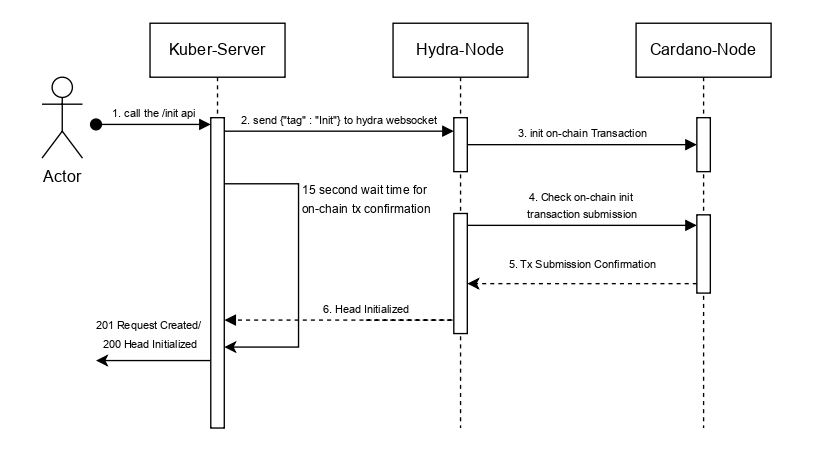 Kuber-Server
Hydra-Node
Cardano-Node
1. call the /init api
2. send {"tag" : "Init"} to hydra websocket
3. init on-chain Transaction
Actor
15 second wait time for
on-chain tx confirmation
4. Check on-chain init
transaction submission
5. Tx Submission Confirmation
6. Head Initialized
201 Request Created/
200 Head Initialized